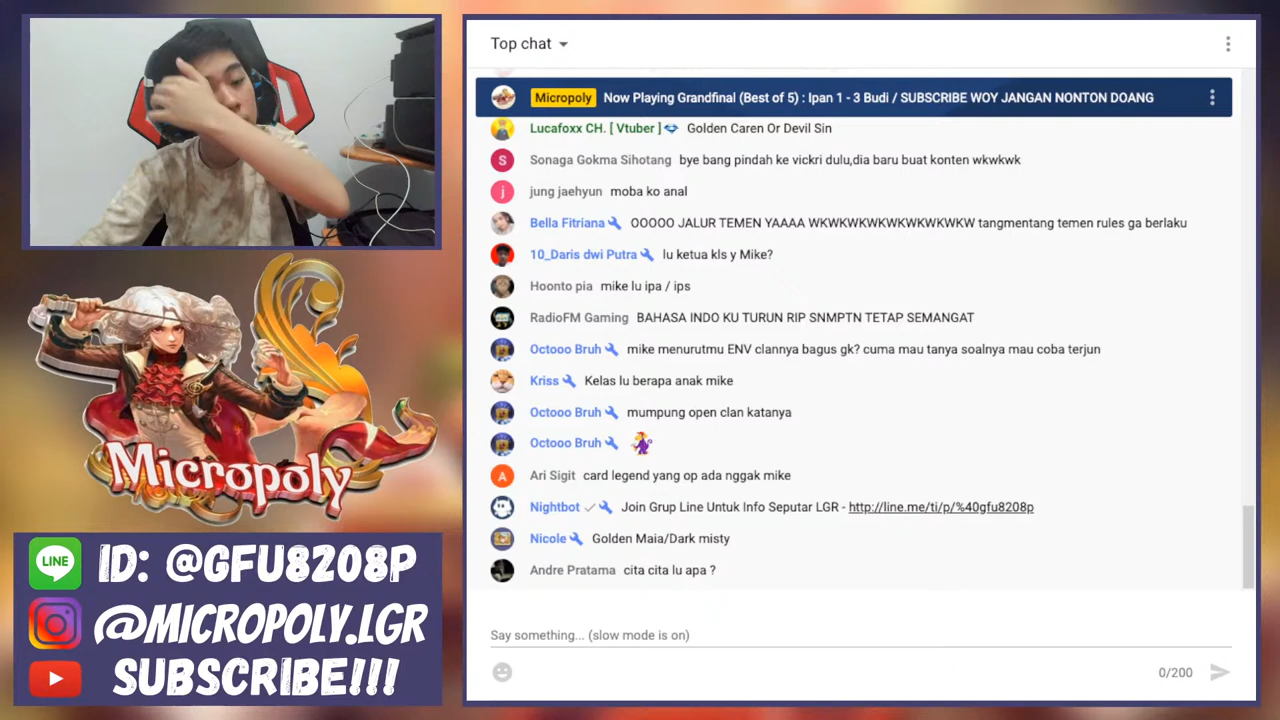 Top chat
Micropoly Now Playing Grandfinal (Best of 5) : Ipan 1 - 3 Budi / SUBSCRIBE WOY JANGAN NONTON DOANG
Lucafoxx CH. [ Vtuber ] Golden Caren Or Devil Sin
S Sonaga Gokma Sihotang bye bang pindah ke vickri dulu,dia baru buat konten wkwkwk
j jung jaehyun moba ko anal
Bella Fitriana OOOOO JALUR TEMEN YAAAA WKWKWKWKWKWKWKWKW tangmentang temen rules ga berlaku
10_Daris dwi Putra lu ketua kls y Mike?
Hoonto pia mike lu ipa / ips
RadioFM Gaming BAHASA INDO KU TURUN RIP SNMPTN TETAP SEMANGAT
Octooo Bruh mike menurutmu ENV clannya bagus gk? cuma mau tanya soalnya mau coba terjun
Kriss Kelas lu berapa anak mike
Octooo Bruh mumpung open clan katanya
Octooo Bruh
A Ari Sigit card legend yang op ada nggak mike
Nightbot Join Grup Line Untuk Info Seputar LGR - http://line.me/ti/p/%40gfu8208p
Nicole Golden Maia/Dark misty
Andre Pratama cita cita lu apa ?
Say something... (slow mode is on)
0/200
Micropoly
LINE ID: @GFU8208P
@MICROPOLY.LGR
SUBSCRIBE!!!